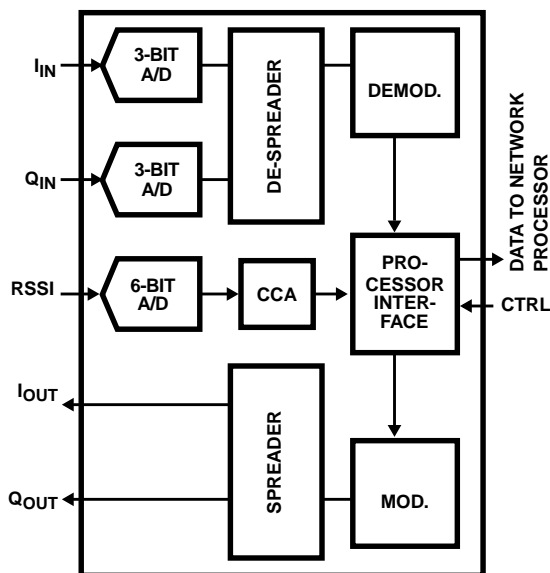 I_IN
3-BIT
A/D
DE-SPREADER
DEMOD.
Q_IN
3-BIT
A/D
DATA TO NETWORK
PROCESSOR
RSSI
6-BIT
A/D
CCA
PRO-
CESSOR
INTER-
FACE
CTRL
I_OUT
SPREADER
Q_OUT
MOD.